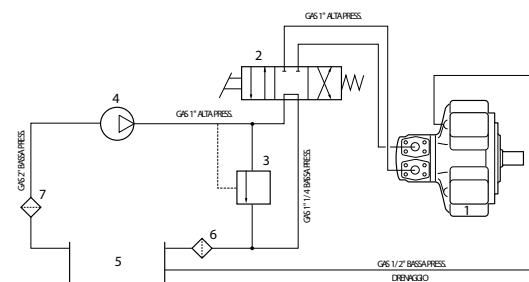 GAS 1" ALTA PRESS.
2
4
GAS 1" ALTA PRESS.
GAS 2" BASSA PRESS.
3
GAS 1" 1/4 BASSA PRESS.
7
6
5
1
GAS 1/2" BASSA PRESS.
DRENAGGIO